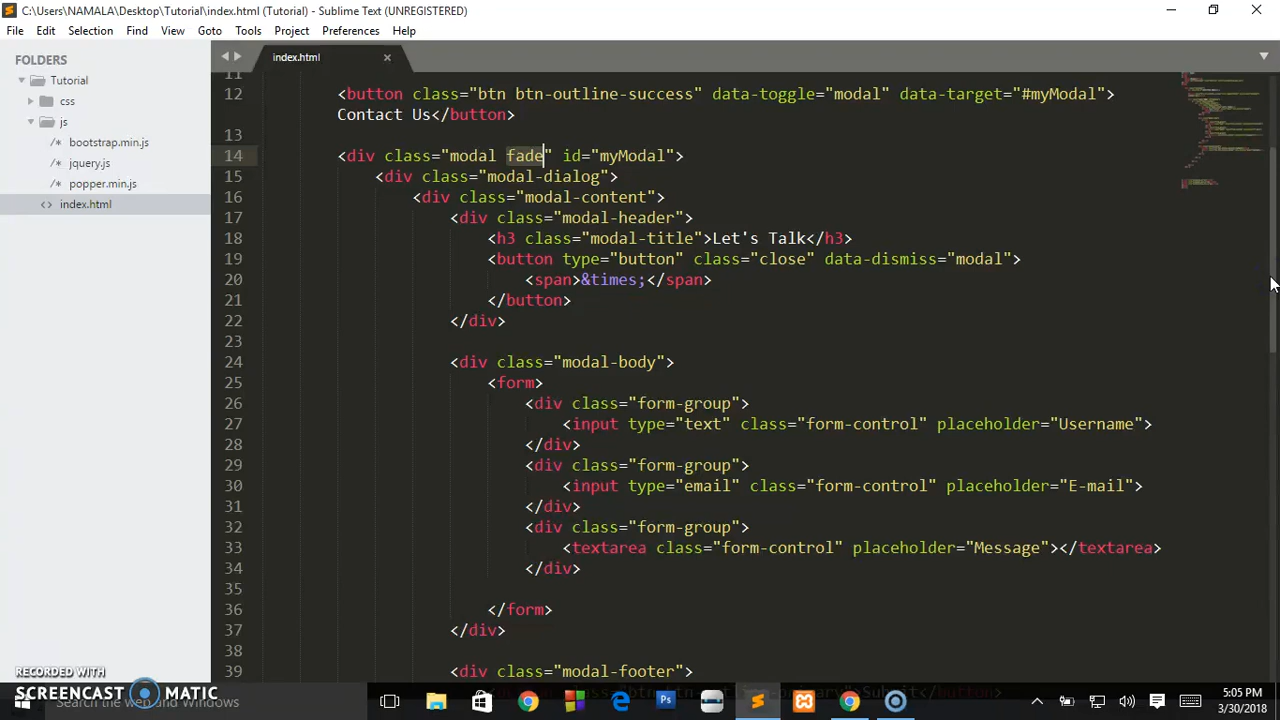 C:\Users\NAMALA\Desktop\Tutorial\index.html (Tutorial) - Sublime Text (UNREGISTERED)
File Edit Selection Find View Goto Tools Project Preferences Help
FOLDERS
Tutorial
css
js
bootstrap.min.js
jquery.js
popper.min.js
index.html
index.html
11
12 <button class="btn btn-outline-success" data-toggle="modal" data-target="#myModal">
Contact Us</button>
13
14 <div class="modal fade" id="myModal">
15 <div class="modal-dialog">
16 <div class="modal-content">
17 <div class="modal-header">
18 <h3 class="modal-title">Let's Talk</h3>
19 <button type="button" class="close" data-dismiss="modal">
20 <span>&times;</span>
21 </button>
22 </div>
23
24 <div class="modal-body">
25 <form>
26 <div class="form-group">
27 <input type="text" class="form-control" placeholder="Username">
28 </div>
29 <div class="form-group">
30 <input type="email" class="form-control" placeholder="E-mail">
31 </div>
32 <div class="form-group">
33 <textarea class="form-control" placeholder="Message"></textarea>
34 </div>
35
36 </form>
37 </div>
38
39 <div class="modal-footer">
RECORDED WITH
SCREENCAST MATIC
Type here to search Windows
5:05 PM
3/30/2018